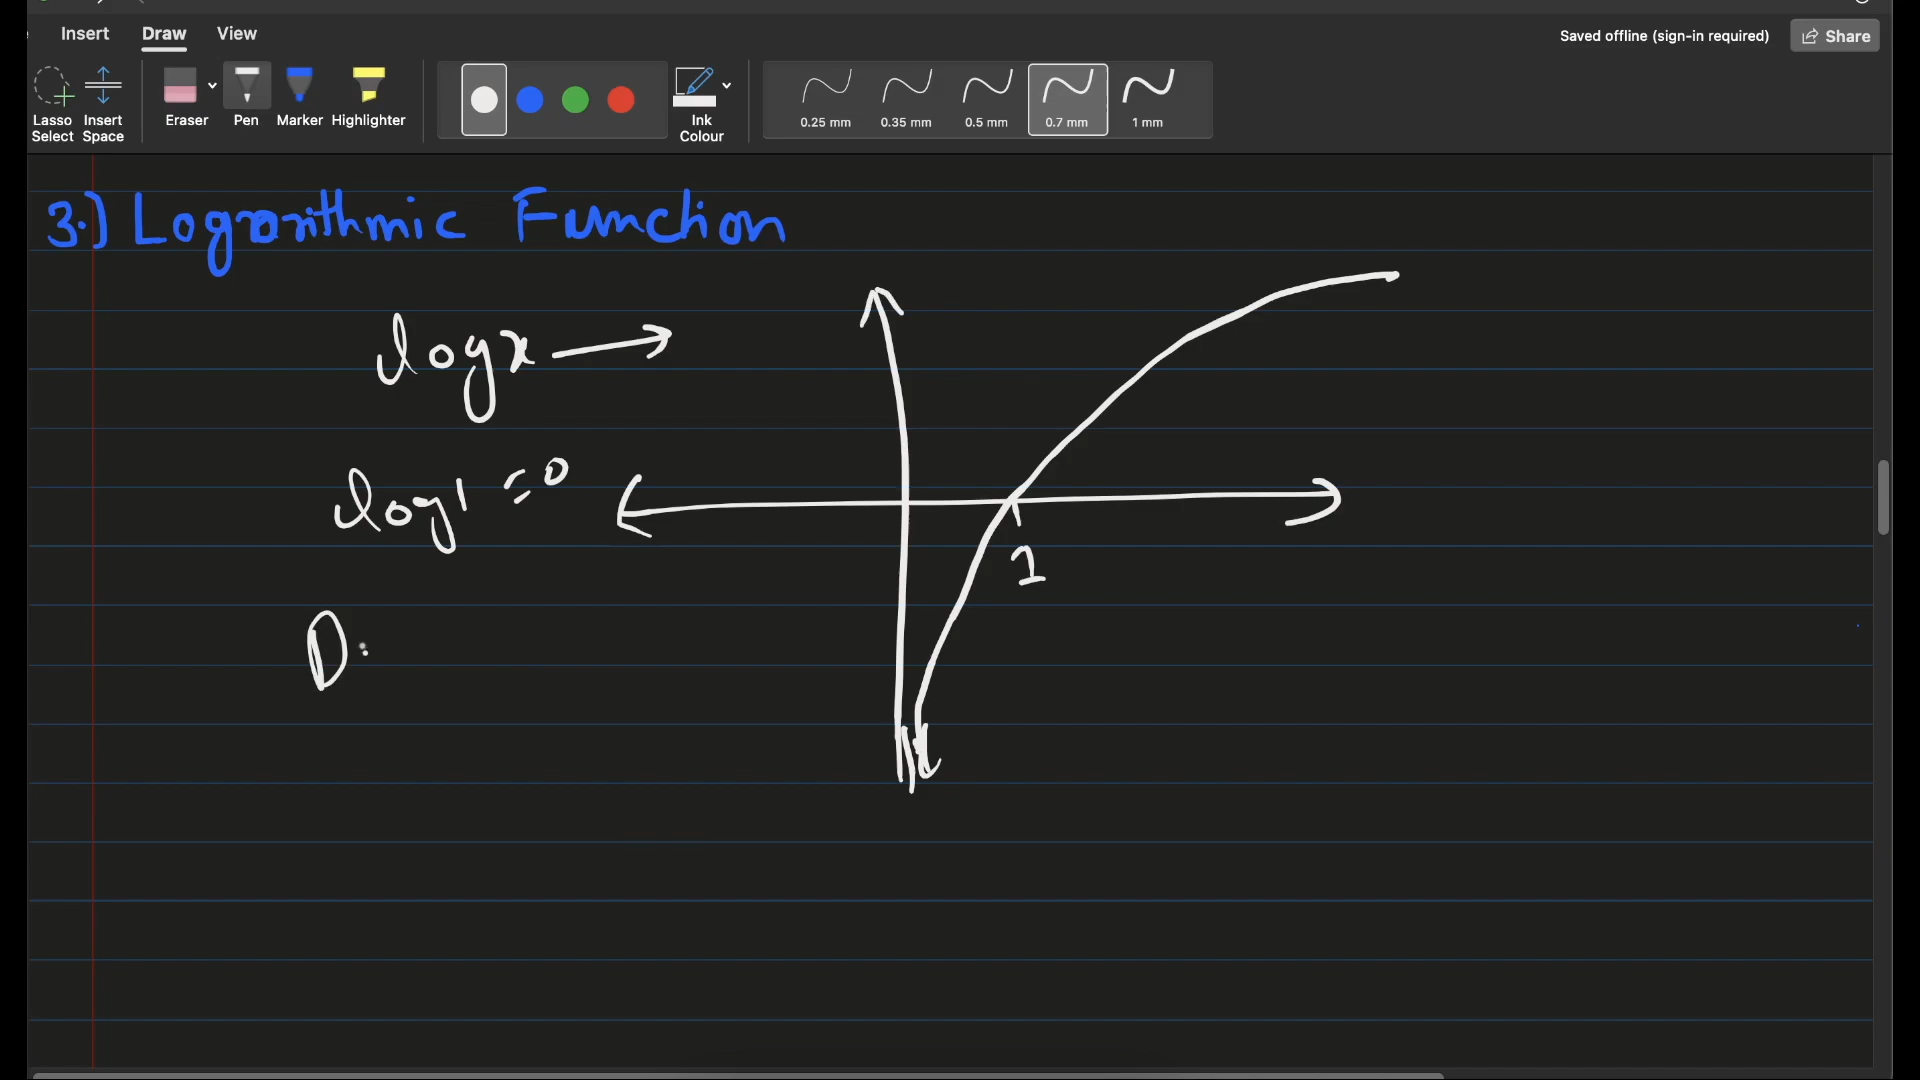 Insert Draw View
Saved offline (sign-in required) Share
Lasso Select Insert Space Eraser Pen Marker Highlighter Ink Colour 0.25 mm 0.35 mm 0.5 mm 0.7 mm 1 mm
3.) Logarithmic Function
log x →
log 1 = 0
1
D: